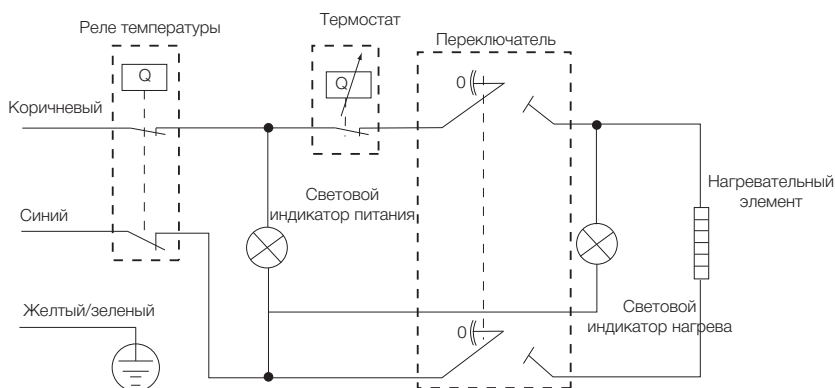 Реле температуры
Термостат
Переключатель
Q
Q
0
Коричневый
Световой
индикатор питания
Нагревательный
элемент
Синий
Желтый/зеленый
0
Световой
индикатор нагрева